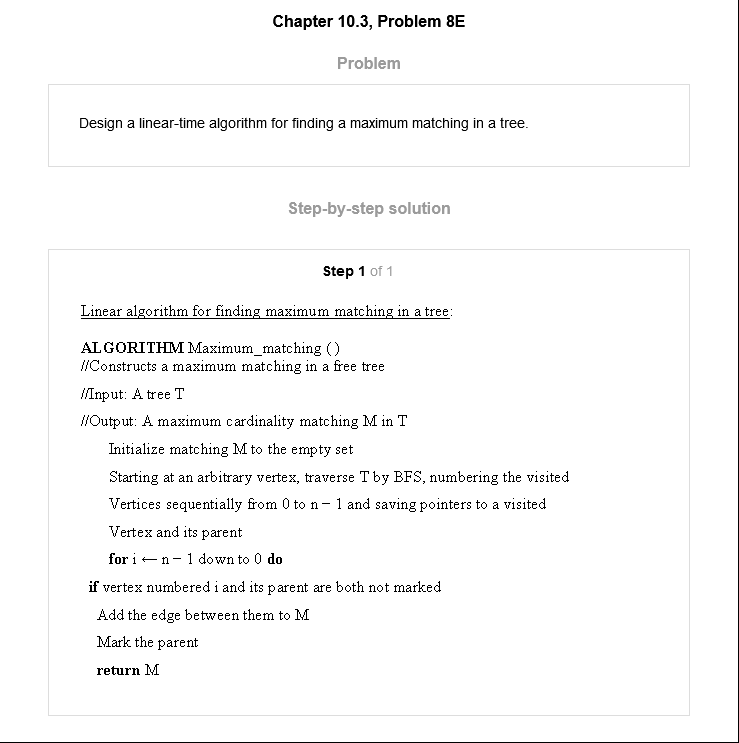 Chapter 10.3, Problem 8E
Problem
Design a linear-time algorithm for finding a maximum matching in a tree.
Step-by-step solution
Step 1 of 1
Linear algorithm for finding maximum matching in a tree:
ALGORITHM Maximum_matching ( )
//Constructs a maximum matching in a free tree
//Input: A tree T
//Output: A maximum cardinality matching M in T
Initialize matching M to the empty set
Starting at an arbitrary vertex, traverse T by BFS, numbering the visited
Vertices sequentially from 0 to n − 1 and saving pointers to a visited
Vertex and its parent
for i ← n − 1 down to 0 do
if vertex numbered i and its parent are both not marked
Add the edge between them to M
Mark the parent
return M